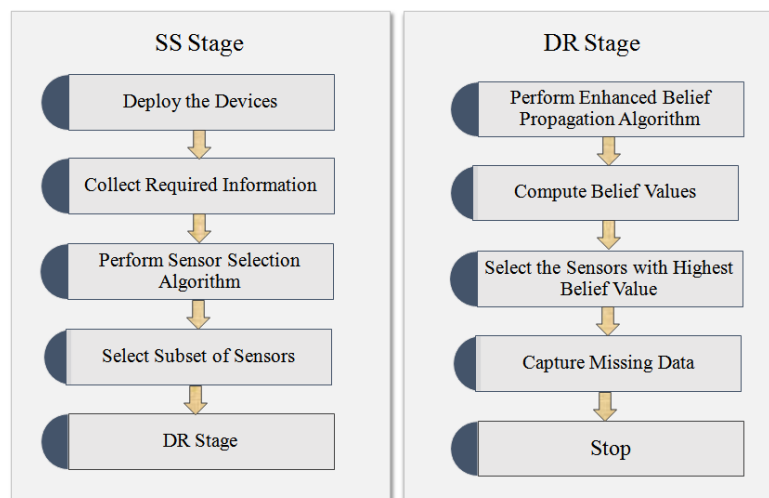 SS Stage
Deploy the Devices
Collect Required Information
Perform Sensor Selection
Algorithm
Select Subset of Sensors
DR Stage
DR Stage
Perform Enhanced Belief
Propagation Algorithm
Compute Belief Values
Select the Sensors with Highest
Belief Value
Capture Missing Data
Stop